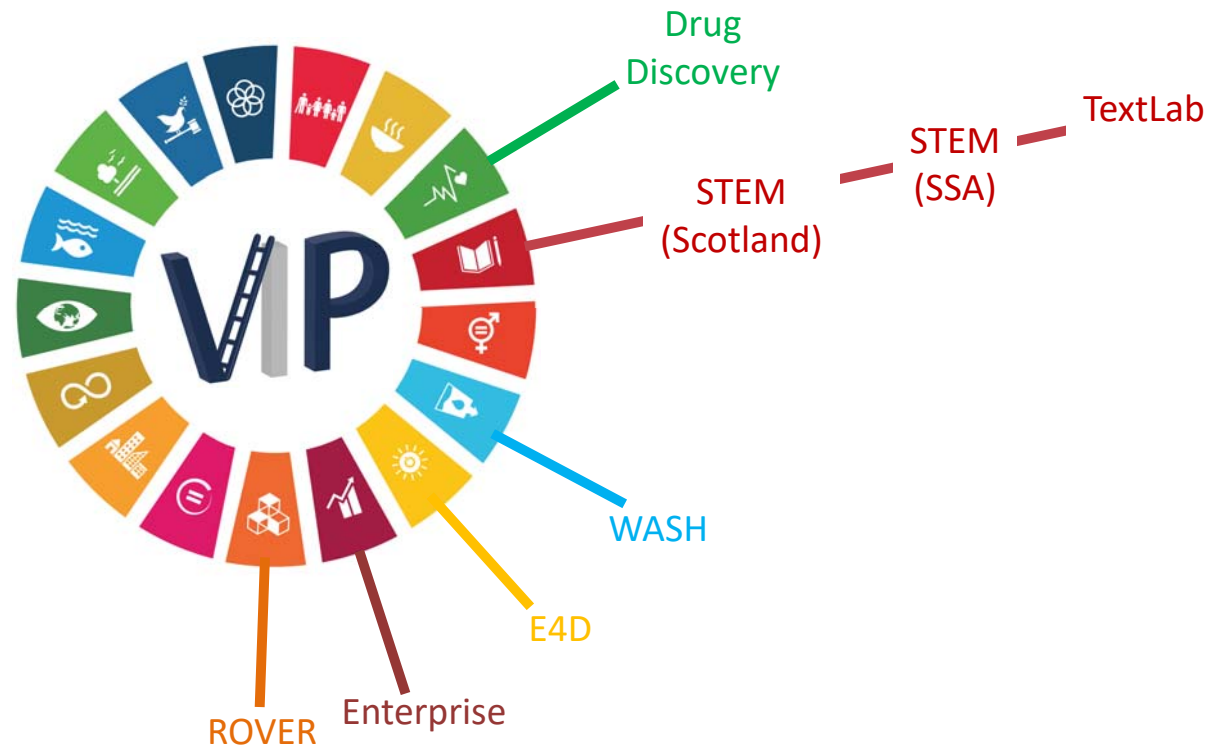 Drug
Discovery
TextLab
STEM
(SSA)
STEM
(Scotland)
VIP
WASH
E4D
Enterprise
ROVER